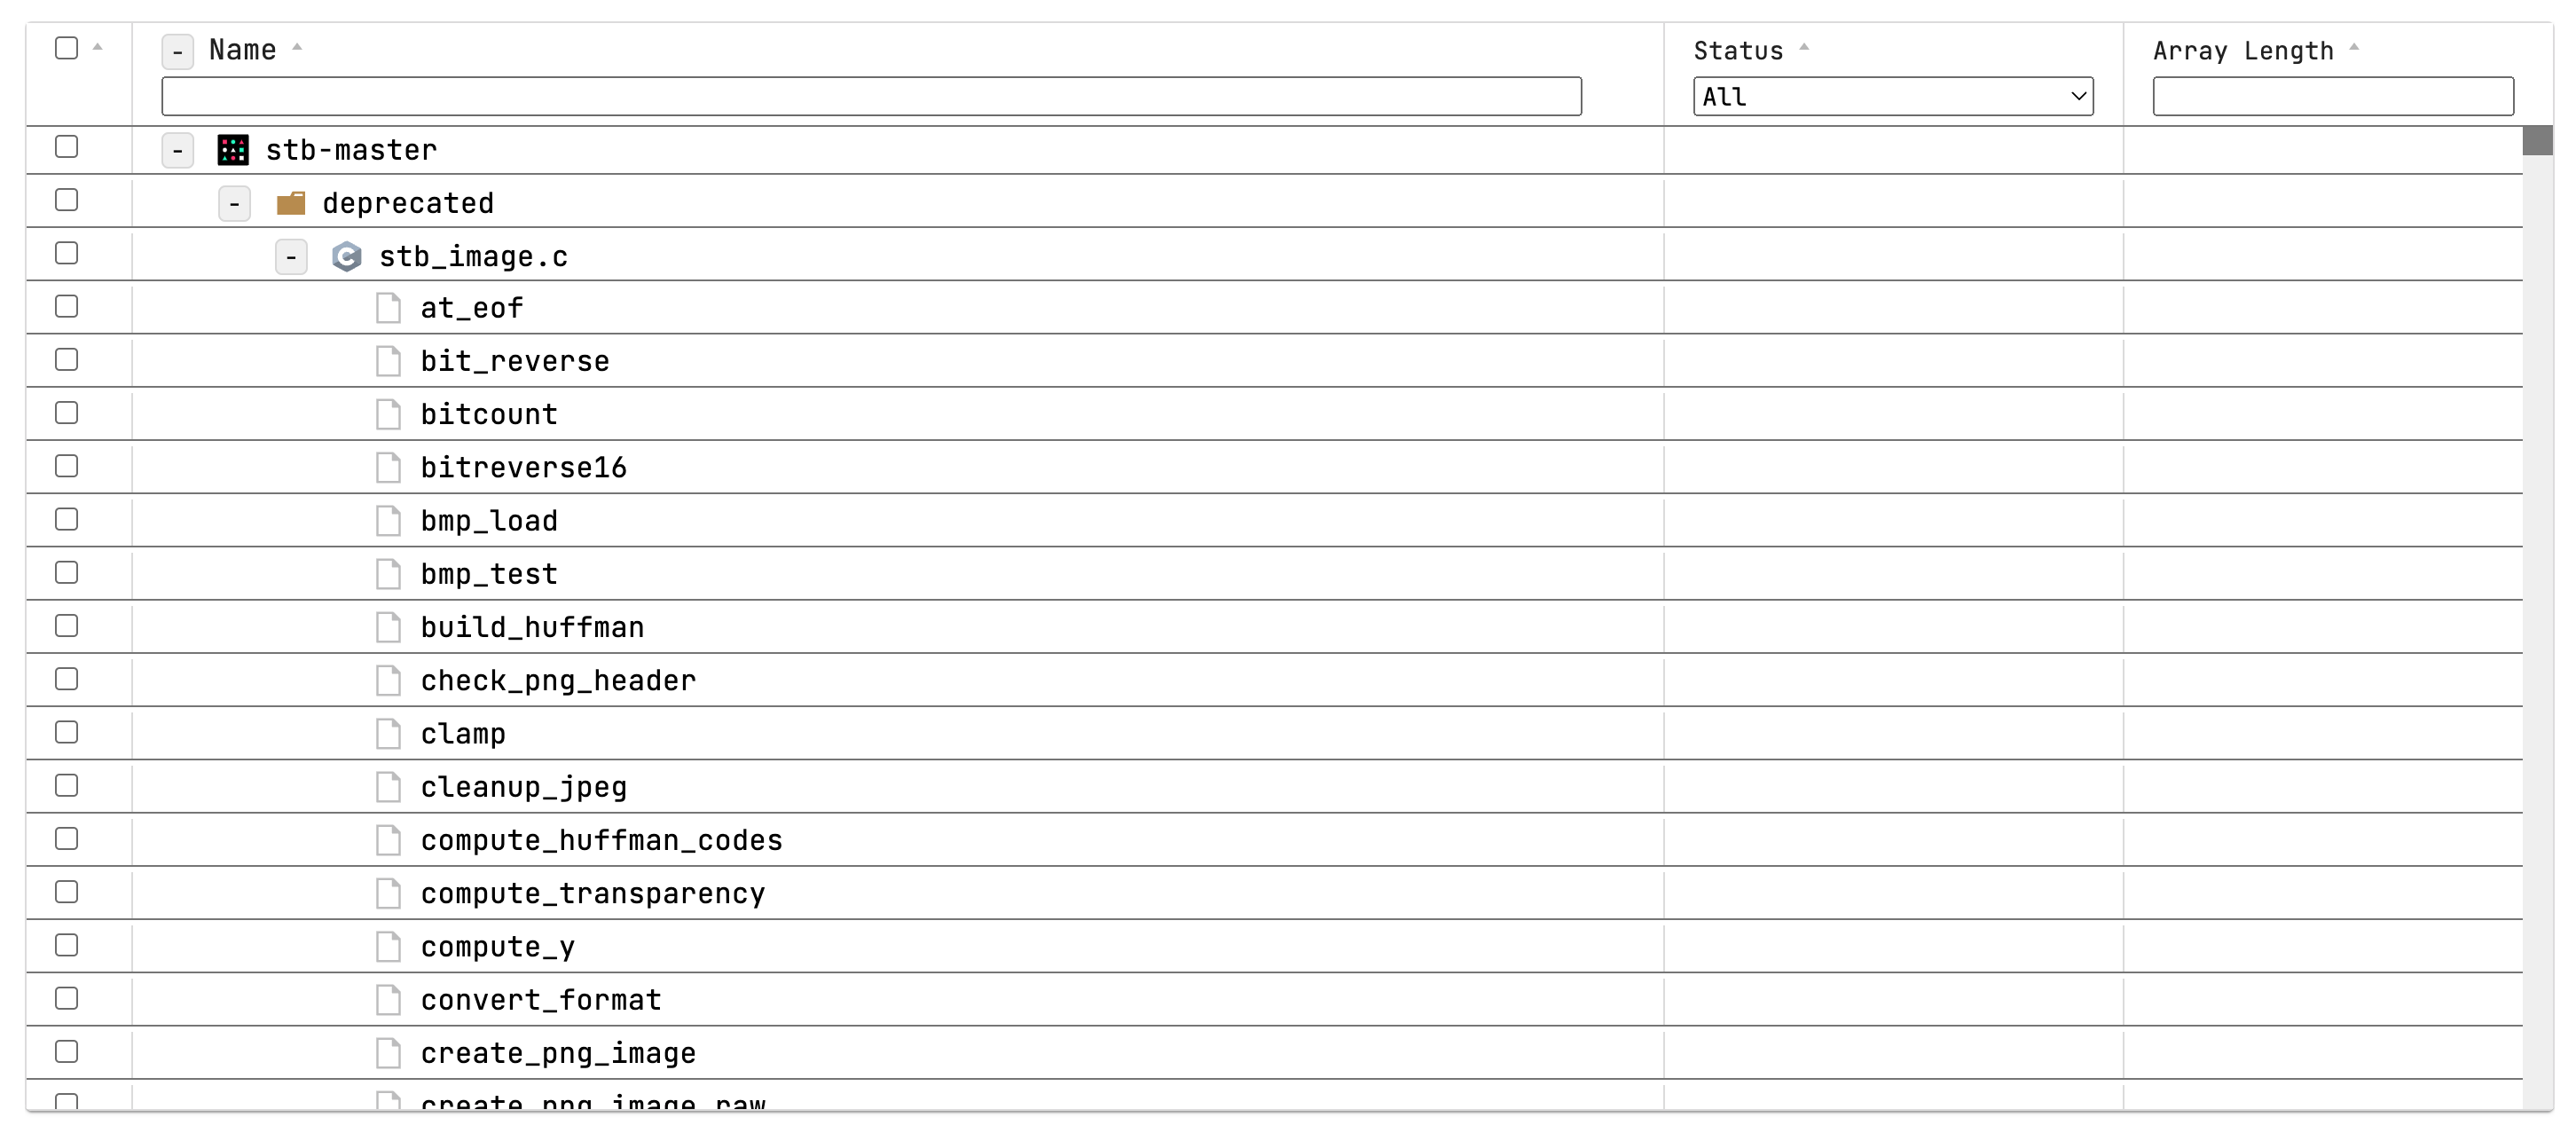 - Name Status Array Length
All
- stb-master
- deprecated
- stb_image.c
at_eof
bit_reverse
bitcount
bitreverse16
bmp_load
bmp_test
build_huffman
check_png_header
clamp
cleanup_jpeg
compute_huffman_codes
compute_transparency
compute_y
convert_format
create_png_image
create_png_image_raw